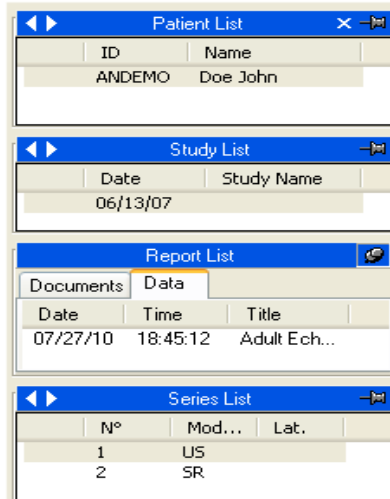 Patient List
ID Name
ANDEMO Doe John
Study List
Date Study Name
06/13/07
Report List
Documents Data
Date Time Title
07/27/10 18:45:12 Adult Ech...
Series List
N° Mod... Lat.
1 US
2 SR